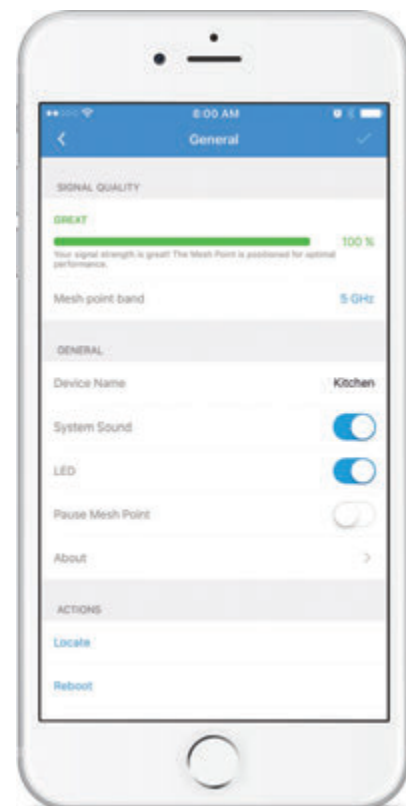 6:00 AM
General
SIGNAL QUALITY
GREAT
100 %
Your signal strength is great! The Mesh Point is positioned for optimal
performance.
Mesh point band 5 GHz
GENERAL
Device Name Kitchen
System Sound
LED
Pause Mesh Point
About
ACTIONS
Locate
Reboot